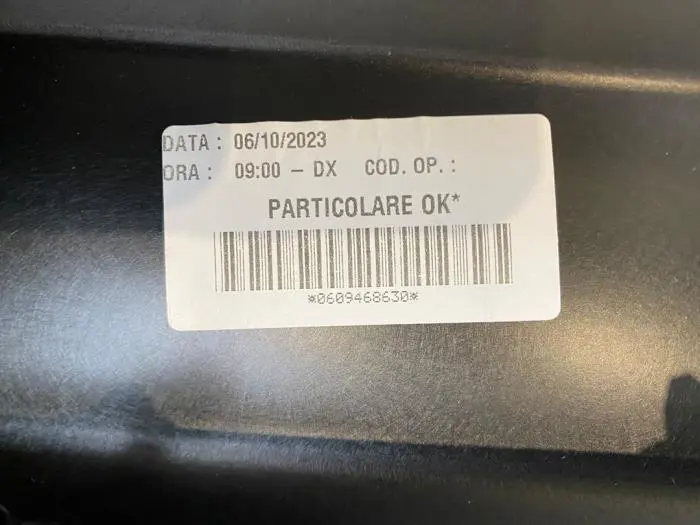 DATA : 06/10/2023
ORA : 09:00 - DX COD. OP. :
PARTICOLARE OK*
*0609468630*